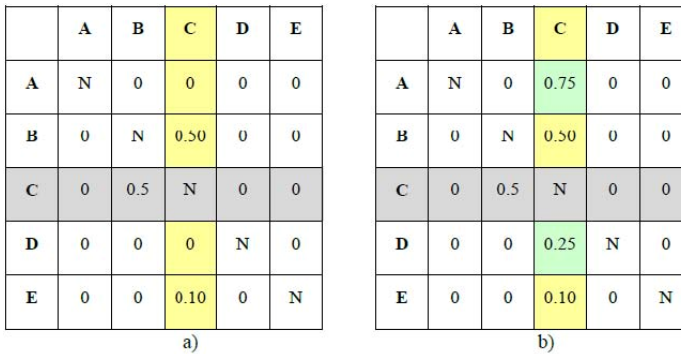 A B C D E
A N 0 0 0 0
B 0 N 0.50 0 0
C 0 0.5 N 0 0
D 0 0 0 N 0
E 0 0 0.10 0 N
a)
A B C D E
A N 0 0.75 0 0
B 0 N 0.50 0 0
C 0 0.5 N 0 0
D 0 0 0.25 N 0
E 0 0 0.10 0 N
b)